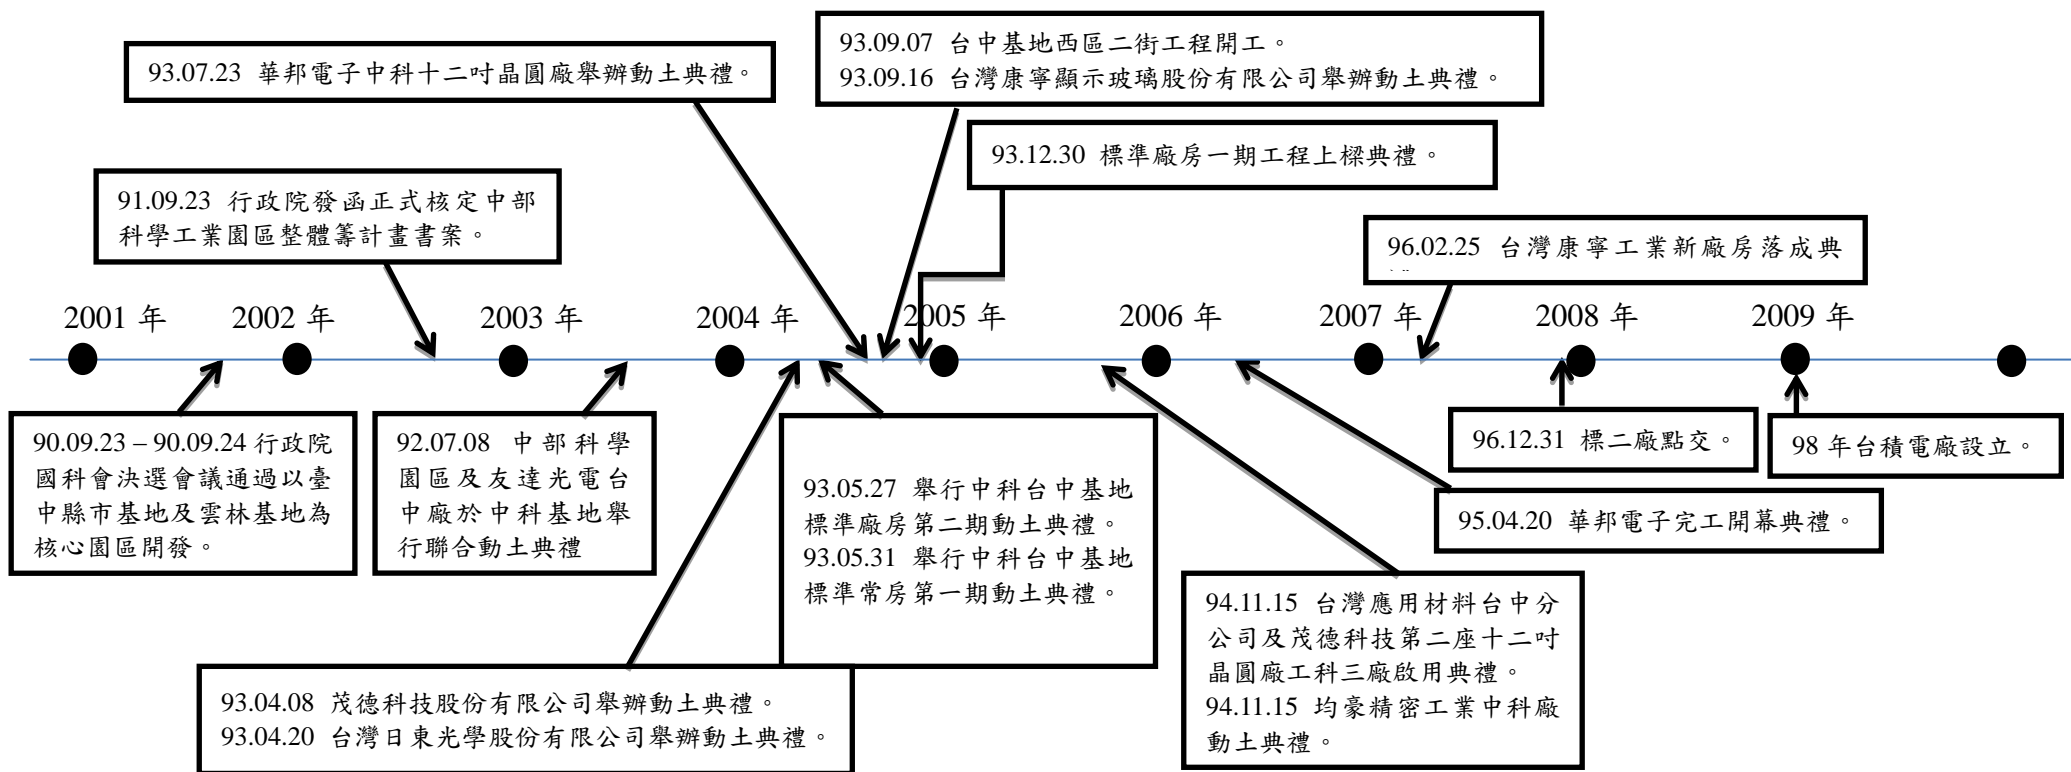 93.07.23 華邦電子中科十二吋晶圓廠舉辦動土典禮。
93.09.07 台中基地西區二街工程開工。
93.09.16 台灣康寧顯示玻璃股份有限公司舉辦動土典禮。
93.12.30 標準廠房一期工程上樑典禮。
91.09.23 行政院發函正式核定中部
科學工業園區整體籌計畫書案。
96.02.25 台灣康寧工業新廠房落成典
2001 年
2002 年
2003 年
2004 年
2005 年
2006 年
2007 年
2008 年
2009 年
90.09.23 – 90.09.24 行政院
國科會決選會議通過以臺
中縣市基地及雲林基地為
核心園區開發。
92.07.08 中部科學
園區及友達光電台
中廠於中科基地舉
行聯合動土典禮
93.05.27 舉行中科台中基地
標準廠房第二期動土典禮。
93.05.31 舉行中科台中基地
標準常房第一期動土典禮。
96.12.31 標二廠點交。
98 年台積電廠設立。
95.04.20 華邦電子完工開幕典禮。
94.11.15 台灣應用材料台中分
公司及茂德科技第二座十二吋
晶圓廠工科三廠啟用典禮。
94.11.15 均豪精密工業中科廠
動土典禮。
93.04.08 茂德科技股份有限公司舉辦動土典禮。
93.04.20 台灣日東光學股份有限公司舉辦動土典禮。